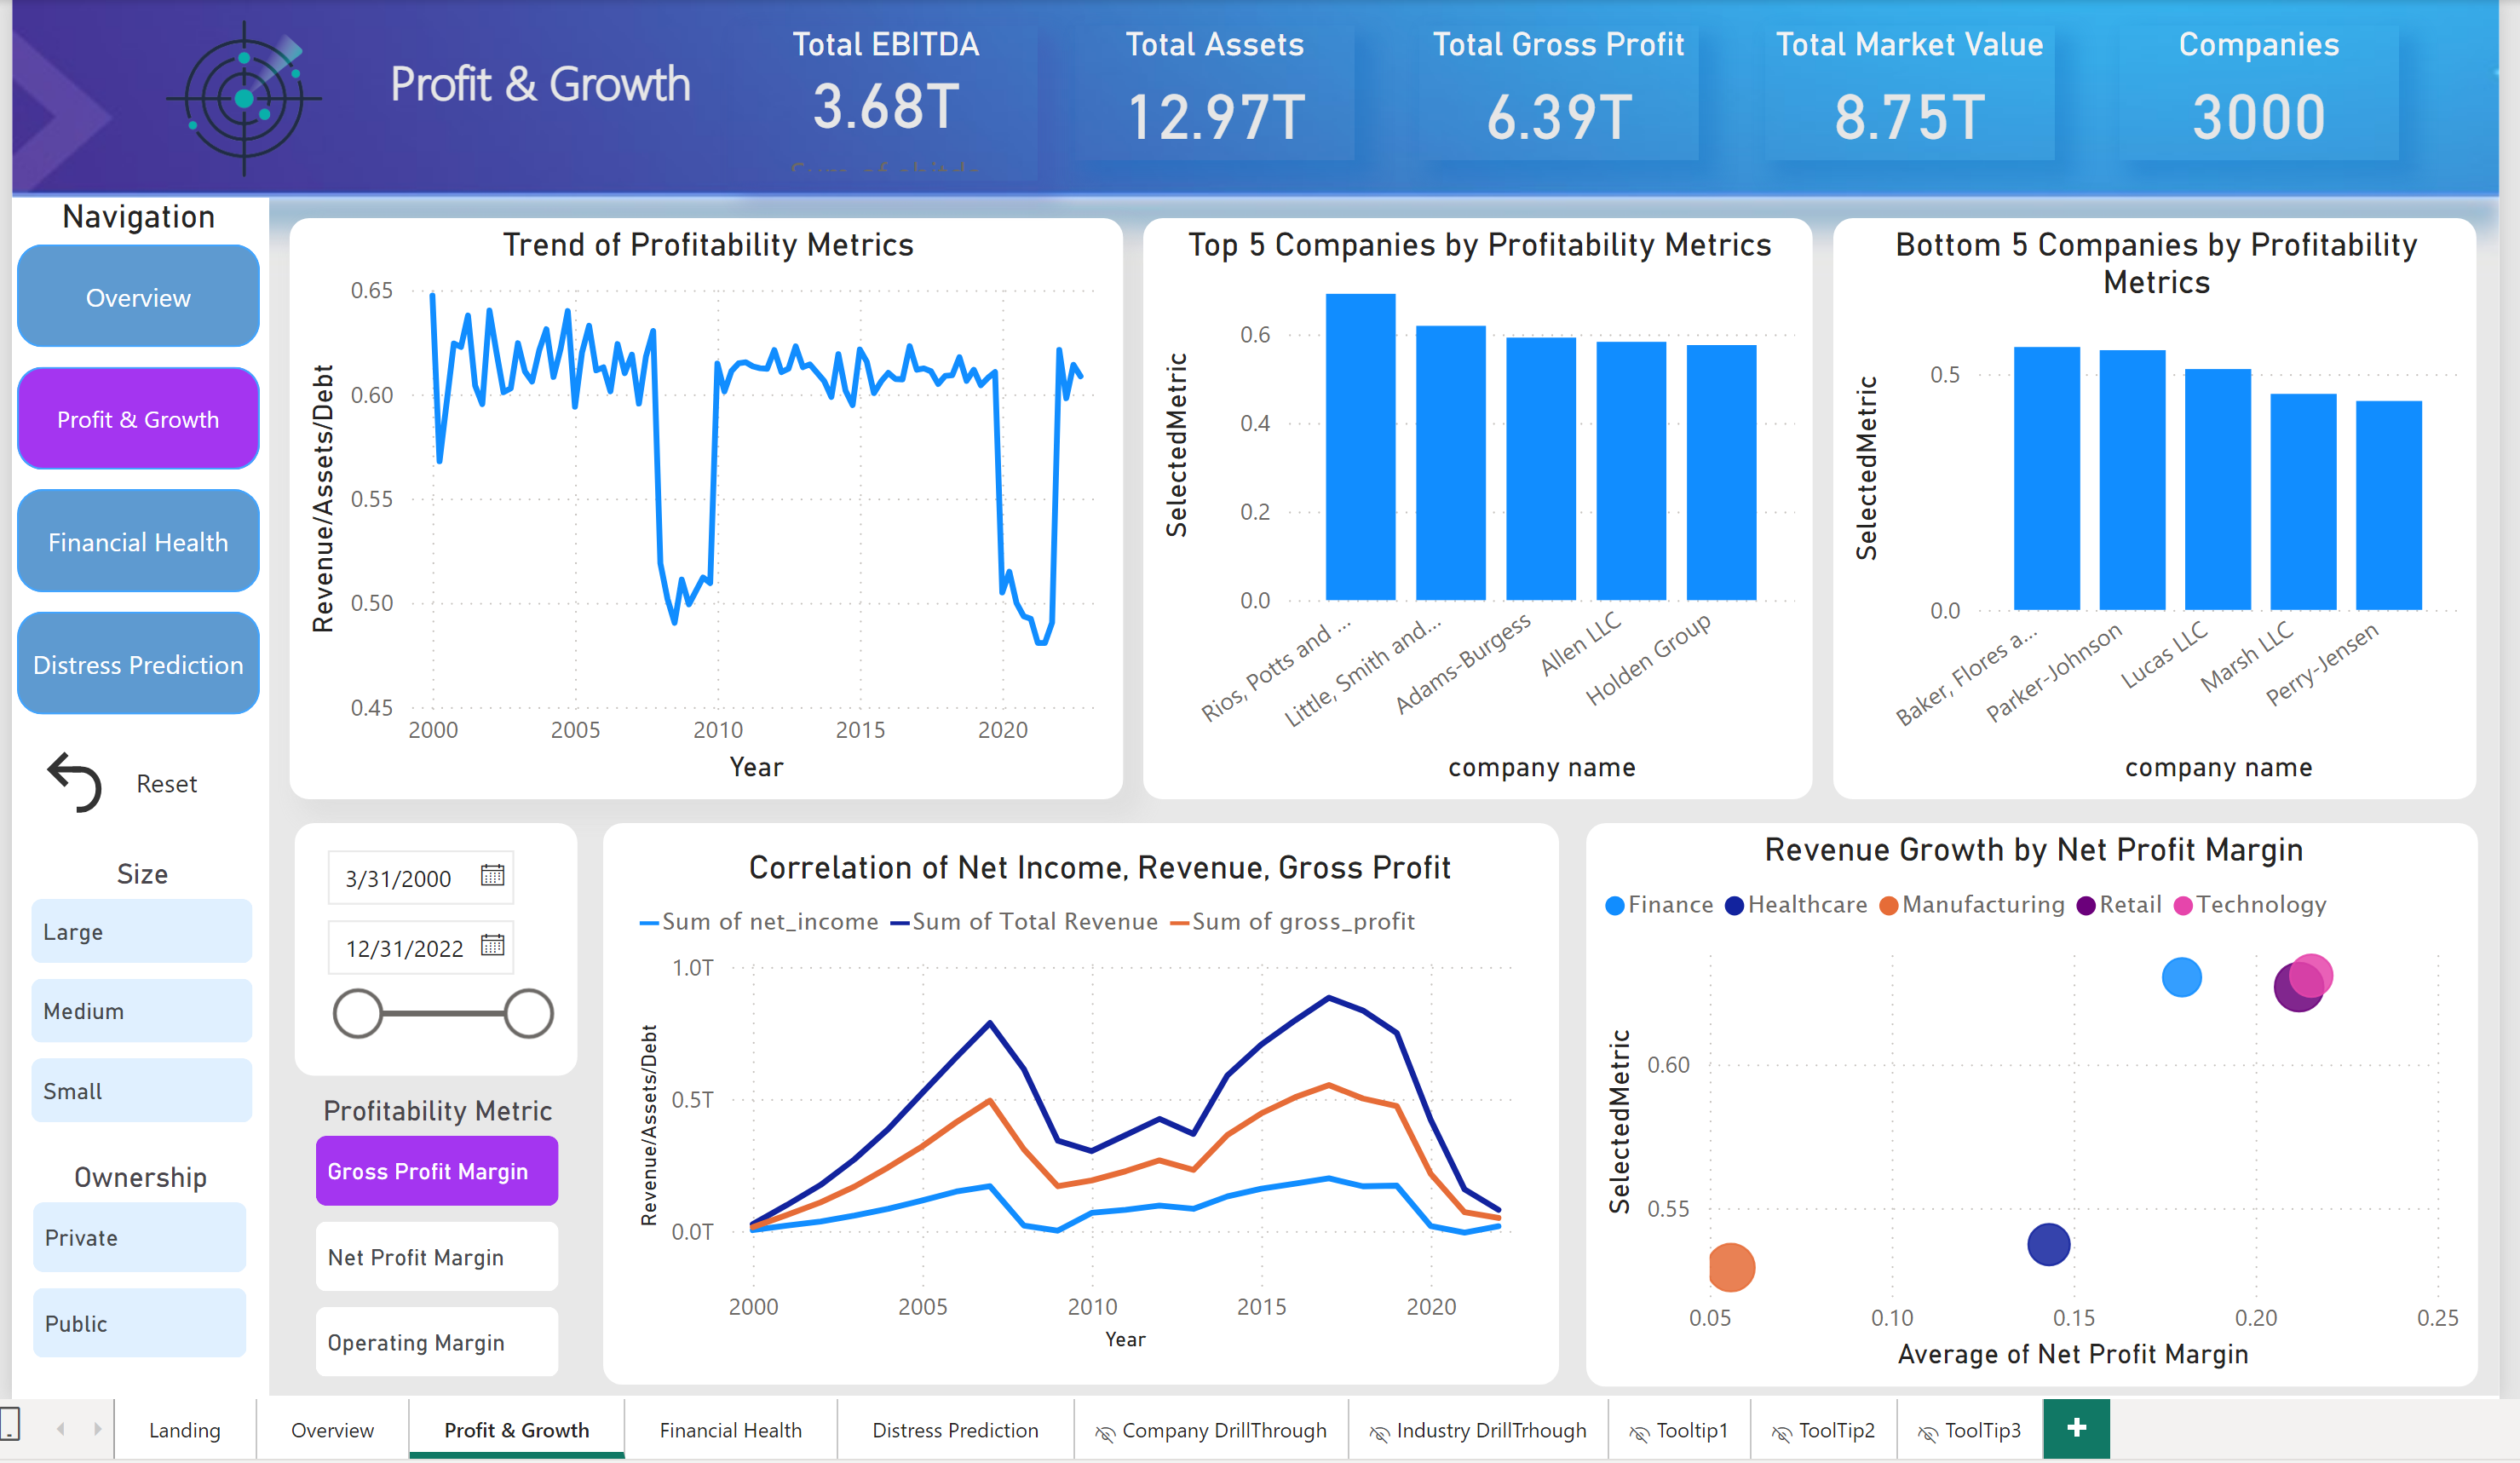 Profit & Growth
Total EBITDA
3.68T
Total Assets
12.97T
Total Gross Profit
6.39T
Total Market Value
8.75T
Companies
3000
Navigation
Overview
Profit & Growth
Financial Health
Distress Prediction
Reset
Size
Large
Medium
Small
Ownership
Private
Public
Trend of Profitability Metrics
Revenue/Assets/Debt
0.65
0.60
0.55
0.50
0.45
2000 2005 2010 2015 2020
Year
Top 5 Companies by Profitability Metrics
SelectedMetric
0.6
0.4
0.2
0.0
Rios, Potts and ...
Little, Smith and...
Adams-Burgess
Allen LLC
Holden Group
company name
Bottom 5 Companies by Profitability
Metrics
SelectedMetric
0.5
0.0
Baker, Flores a...
Parker-Johnson
Lucas LLC
Marsh LLC
Perry-Jensen
company name
3/31/2000
12/31/2022
Profitability Metric
Gross Profit Margin
Net Profit Margin
Operating Margin
Correlation of Net Income, Revenue, Gross Profit
Sum of net_income Sum of Total Revenue Sum of gross_profit
Revenue/Assets/Debt
1.0T
0.5T
0.0T
2000 2005 2010 2015 2020
Year
Revenue Growth by Net Profit Margin
Finance Healthcare Manufacturing Retail Technology
SelectedMetric
0.60
0.55
0.05 0.10 0.15 0.20 0.25
Average of Net Profit Margin
Landing Overview Profit & Growth Financial Health Distress Prediction Company DrillThrough Industry DrillTrhough Tooltip1 ToolTip2 ToolTip3